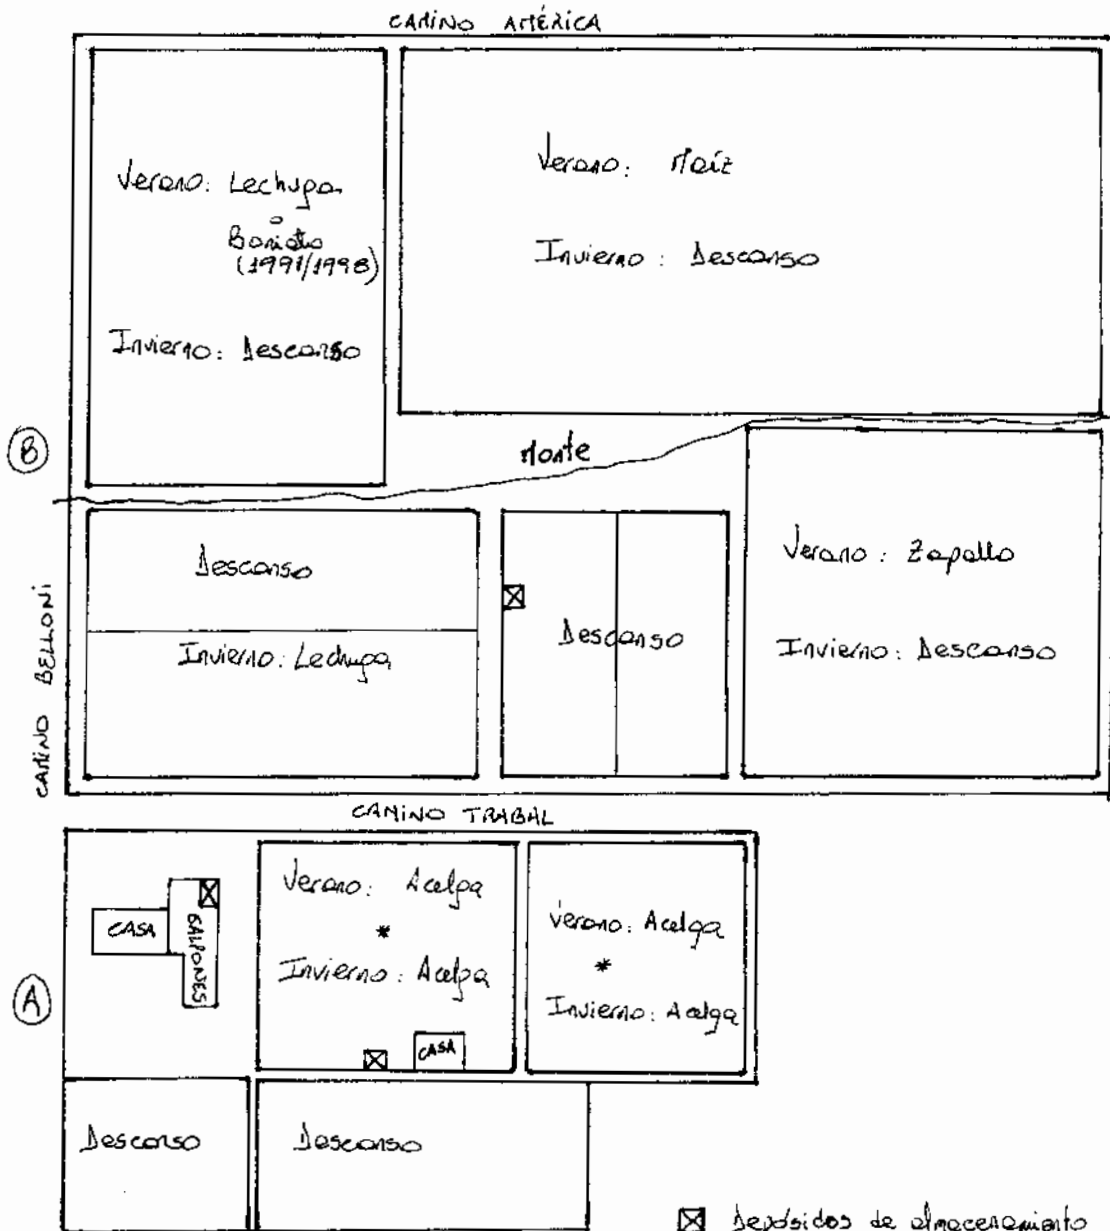 CAMINO AMÉRICA
Verano: Lechuga
o
Boniato
(1991/1998)
Invierno: Descanso
Verano: Maíz
Invierno: Descanso
B
Monte
CAMINO BELLONI
Descanso
Invierno: Lechuga
Descanso
Verano: Zapallo
Invierno: Descanso
CAMINO TRABAL
A
CASA
GALPONES
Verano: Acelga
*
Invierno: Acelga
CASA
Verano: Acelga
*
Invierno: Acelga
Descanso
Descanso
Depósidos de almacenamiento